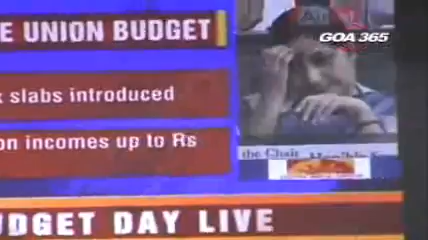 E UNION BUDGET
GOA 365
slabs introduced
on incomes up to Rs
the Chair
UDGET DAY LIVE